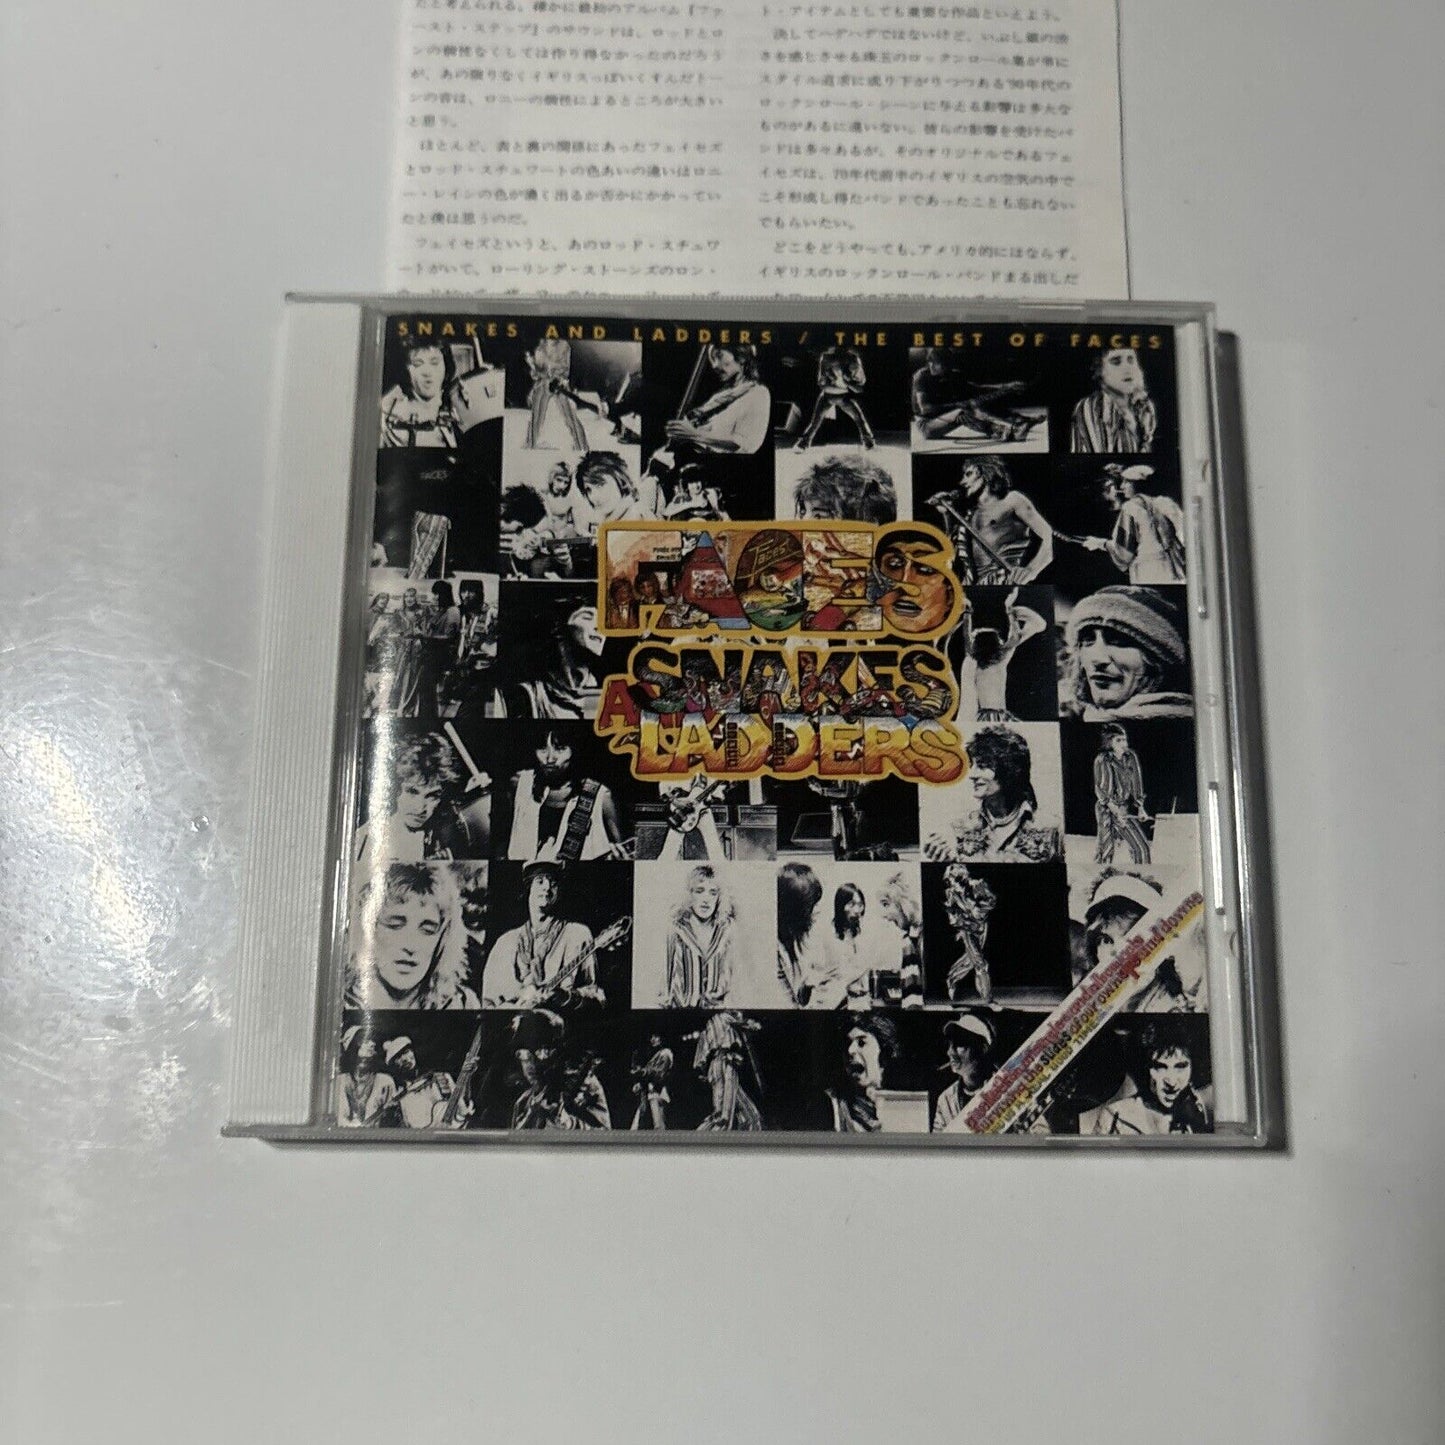 たと考えられる。確かに最初のアルバム『ファ
ースト・ステップ』のサウンドは、ロッドとロ
ンの個性なくしては作り得なかったのだろう
が、あの限りなくイギリスっぽいくすんだトー
ンの音は、ロニーの個性によるところが大きい
と思う。
ほとんど、表と裏の関係にあったフェイセズ
とロッド・スチュワートの色あいの違いはロニ
ー・レインの色が濃く出るか否かにかかってい
たと僕は思うのだ。
フェイセズというと、あのロッド・スチュワ
ートがいて、ローリング・ストーンズのロン・
ト・アイテムとしても重要な作品といえよう。
決してハデハデではないけど、いぶし銀の渋
さを感じさせる珠玉のロックンロール集が常に
スタイル追求に成り下がりつつある'90年代の
ロックンロール・シーンに与える影響は多大な
ものがあるに違いない。彼らの影響を受けたバ
ンドは多々あるが、そのオリジナルであるフェ
イセズは、70年代前半のイギリスの空気の中で
こそ形成し得たバンドであったことも忘れない
でもらいたい。
どこをどうやっても、アメリカ的にはならず、
イギリスのロックンロール・バンドまる出しだ
SNAKES AND LADDERS / THE BEST OF FACES
FACES
SNAKES
AND
LADDERS